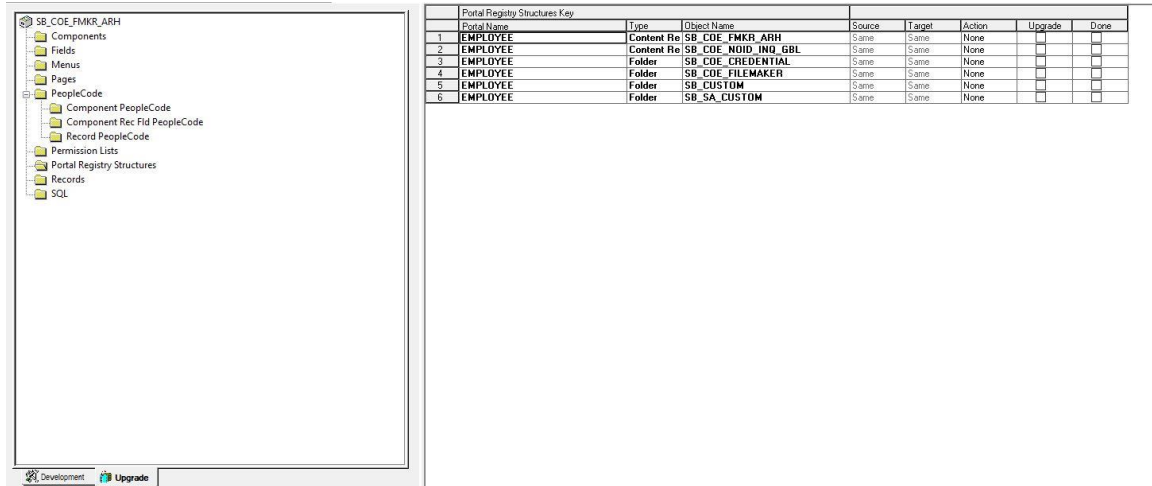 SB_COE_FMKR_ARH
Components
Fields
Menus
Pages
PeopleCode
Component PeopleCode
Component Rec Fld PeopleCode
Record PeopleCode
Permission Lists
Portal Registry Structures
Records
SQL
Development Upgrade
Portal Registry Structures Key
Portal Name Type Object Name Source Target Action Upgrade Done
1 EMPLOYEE Content Re SB_COE_FMKR_ARH Same Same None
2 EMPLOYEE Content Re SB_COE_NOID_INQ_GBL Same Same None
3 EMPLOYEE Folder SB_COE_CREDENTIAL Same Same None
4 EMPLOYEE Folder SB_COE_FILEMAKER Same Same None
5 EMPLOYEE Folder SB_CUSTOM Same Same None
6 EMPLOYEE Folder SB_SA_CUSTOM Same Same None